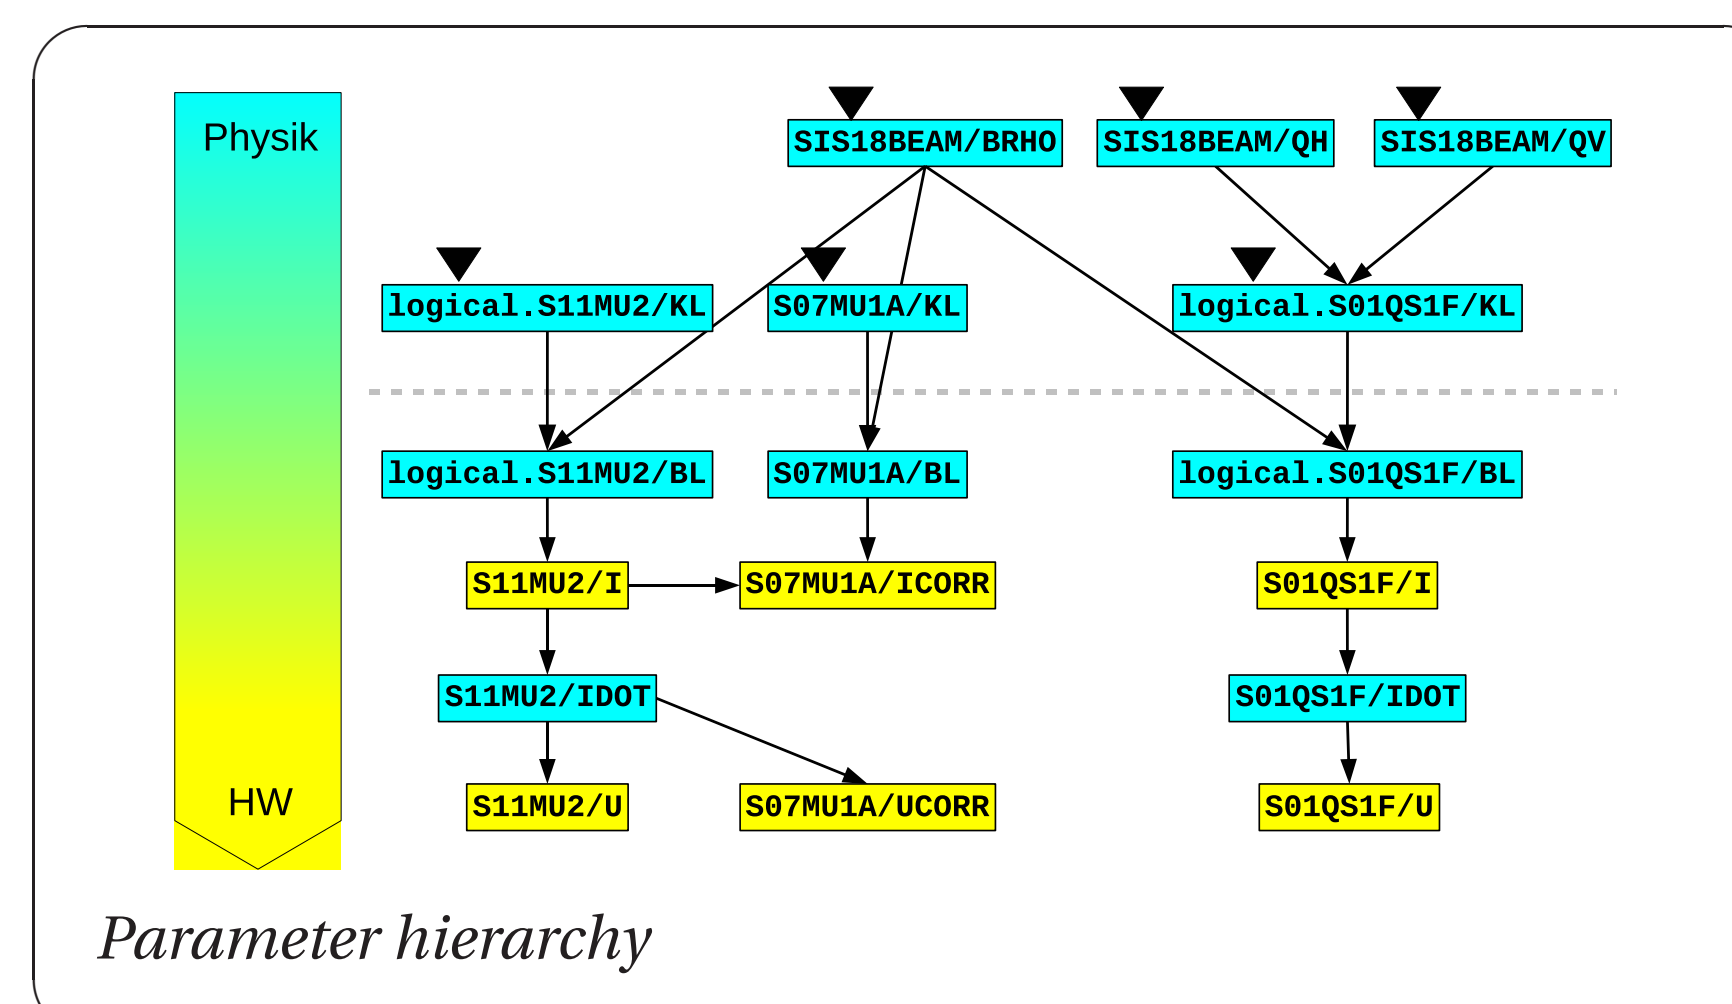 Physik
SIS18BEAM/BRHO
SIS18BEAM/QH
SIS18BEAM/QV
logical.S11MU2/KL
S07MU1A/KL
logical.S01QS1F/KL
logical.S11MU2/BL
S07MU1A/BL
logical.S01QS1F/BL
S11MU2/I
S07MU1A/ICORR
S01QS1F/I
S11MU2/IDOT
S01QS1F/IDOT
HW
S11MU2/U
S07MU1A/UCORR
S01QS1F/U
Parameter hierarchy